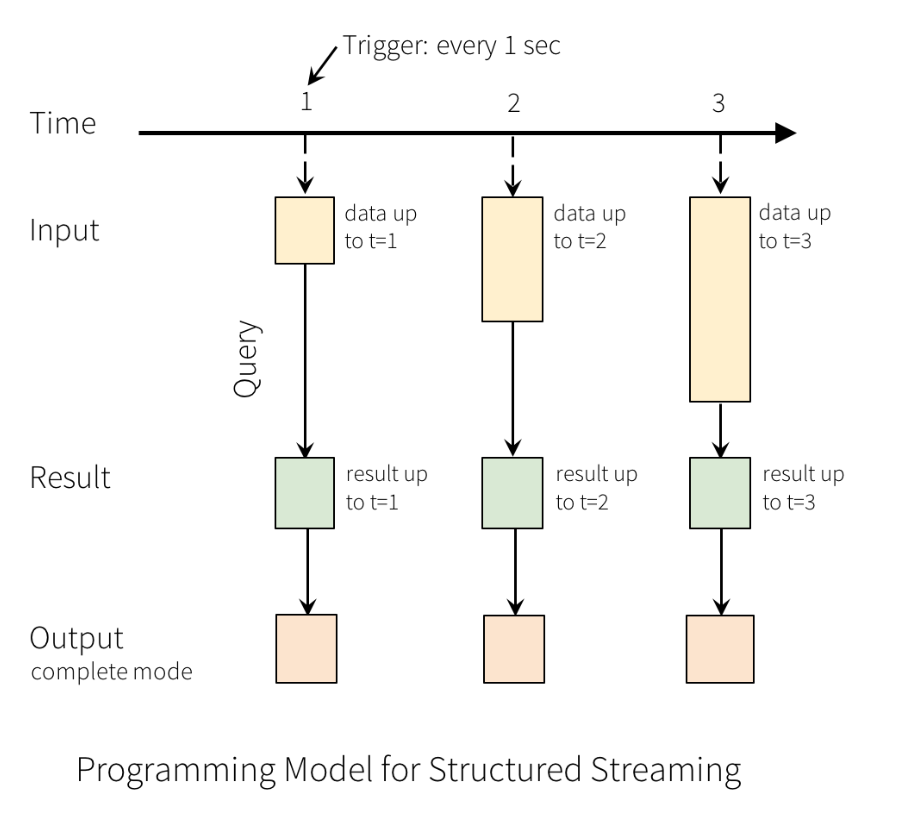 Trigger: every 1 sec
1
2
3
Time
Input
data up
to t=1
data up
to t=2
data up
to t=3
Query
Result
result up
to t=1
result up
to t=2
result up
to t=3
Output
complete mode
Programming Model for Structured Streaming